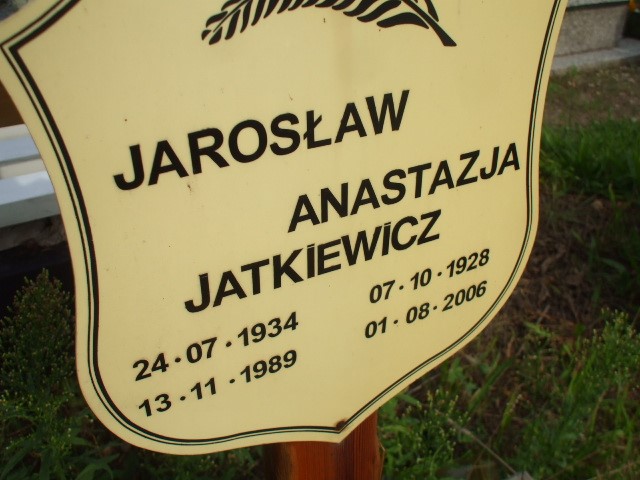 JAROSŁAW
ANASTAZJA
JATKIEWICZ
24·07·1934
13·11·1989
07·10·1928
01·08·2006